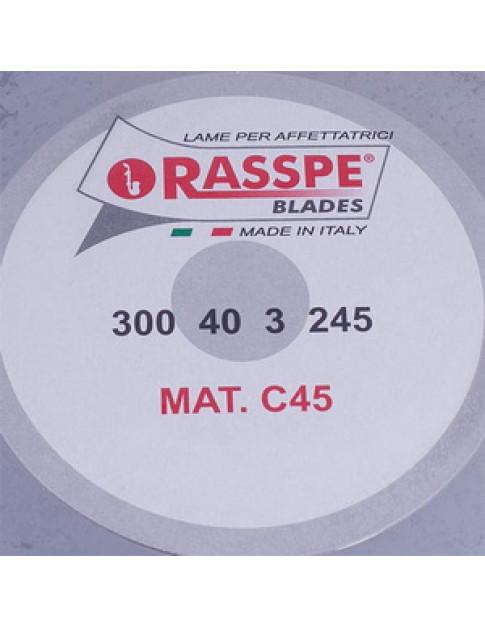 LAME PER AFFETTATRICI
RASSPE®
BLADES
MADE IN ITALY
300 40 3 245
MAT. C45